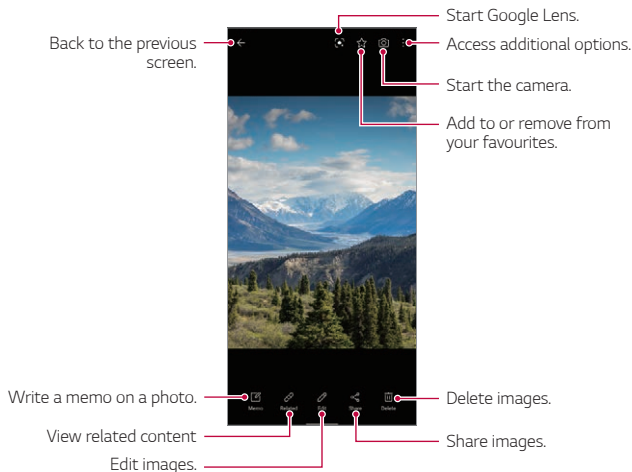 Start Google Lens.
Back to the previous
screen.
Access additional options.
Start the camera.
Add to or remove from
your favourites.
Memo Related Edit Share Delete
Write a memo on a photo.
Delete images.
View related content
Share images.
Edit images.